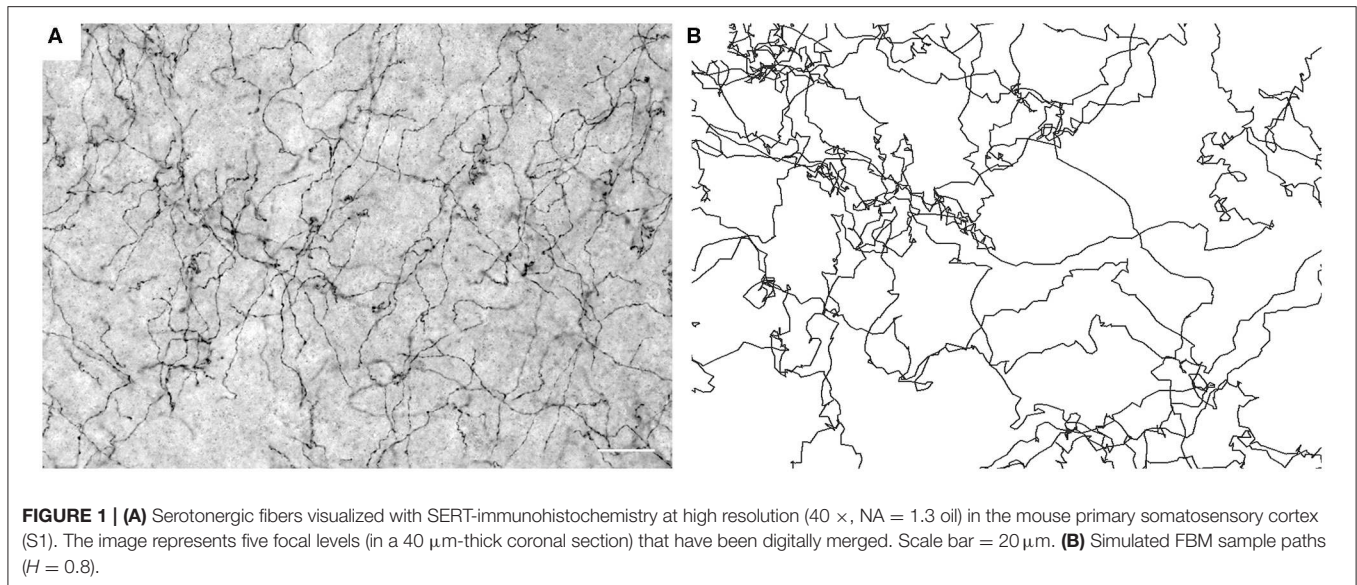 A
B
FIGURE 1 | (A) Serotonergic fibers visualized with SERT-immunohistochemistry at high resolution (40 ×, NA = 1.3 oil) in the mouse primary somatosensory cortex
(S1). The image represents five focal levels (in a 40 μm-thick coronal section) that have been digitally merged. Scale bar = 20 μm. (B) Simulated FBM sample paths
(H = 0.8).